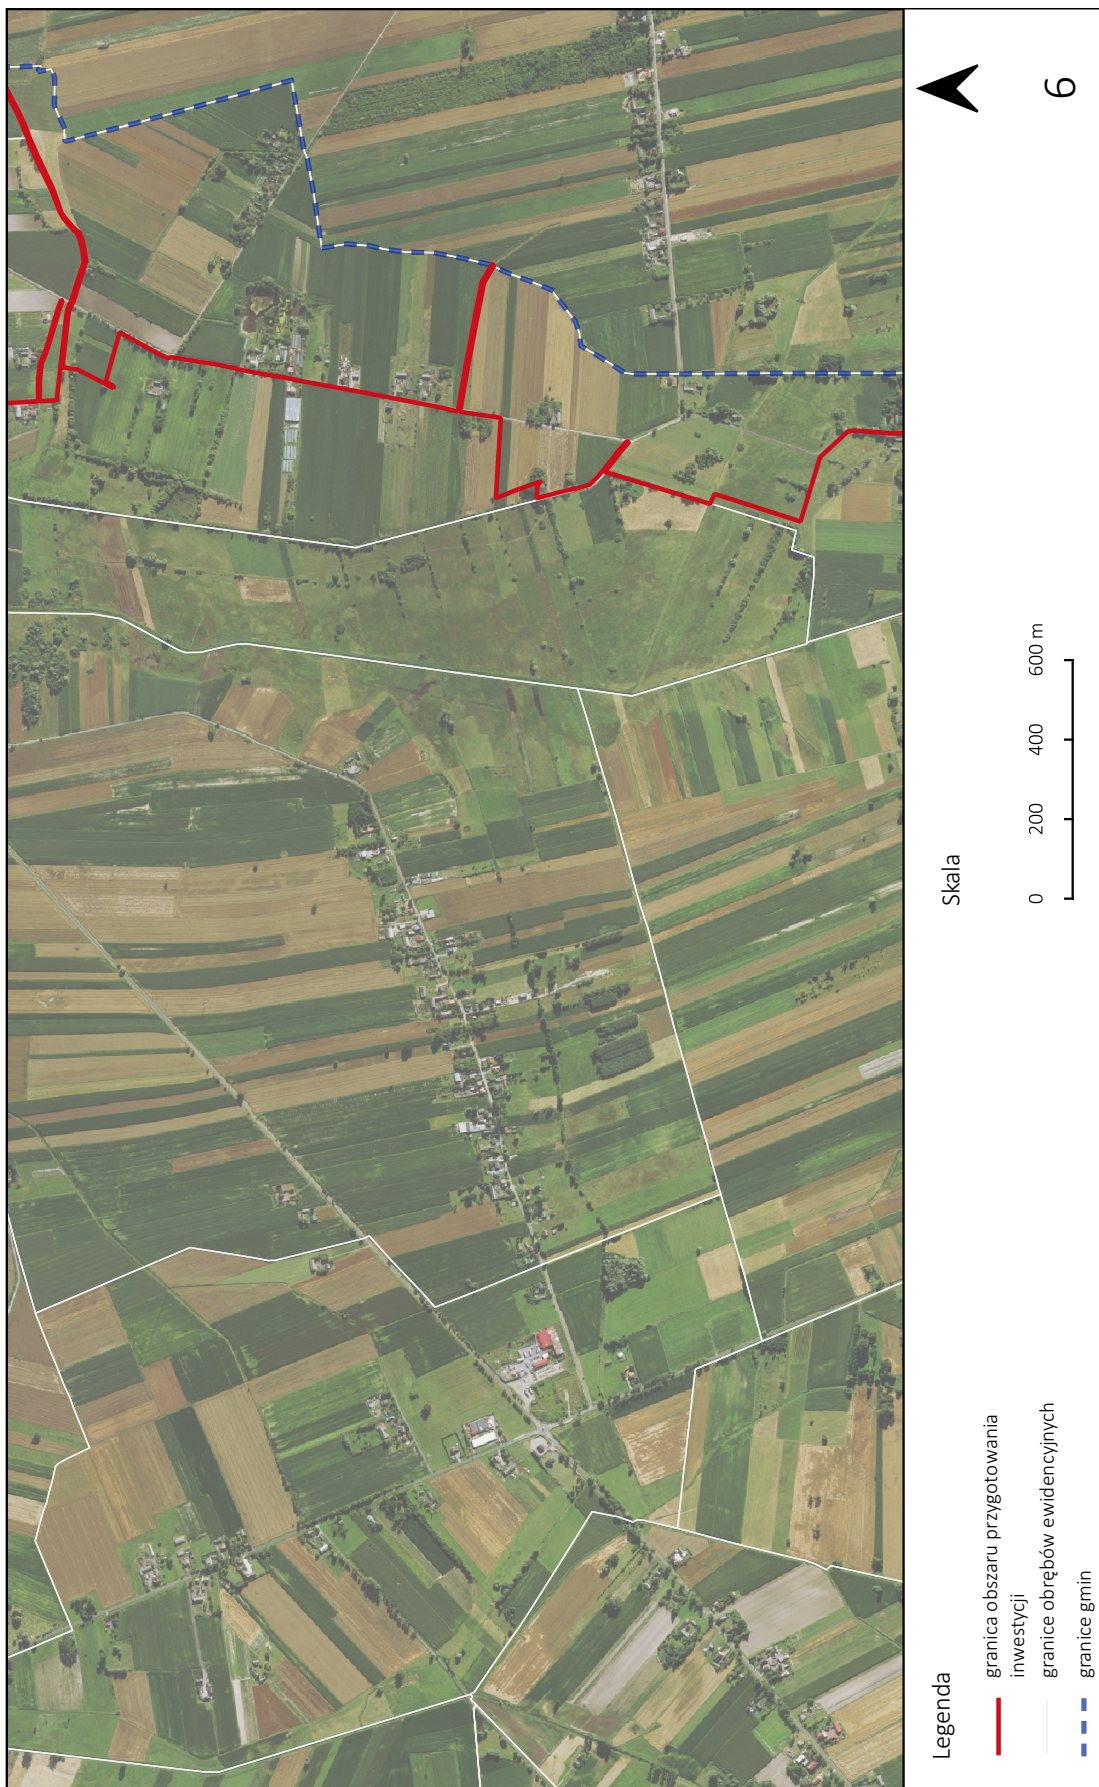 Legenda
granica obszaru przygotowania
inwestycji
granice obrębów ewidencyjnych
granice gmin
Skala
0 200 400 600 m
6